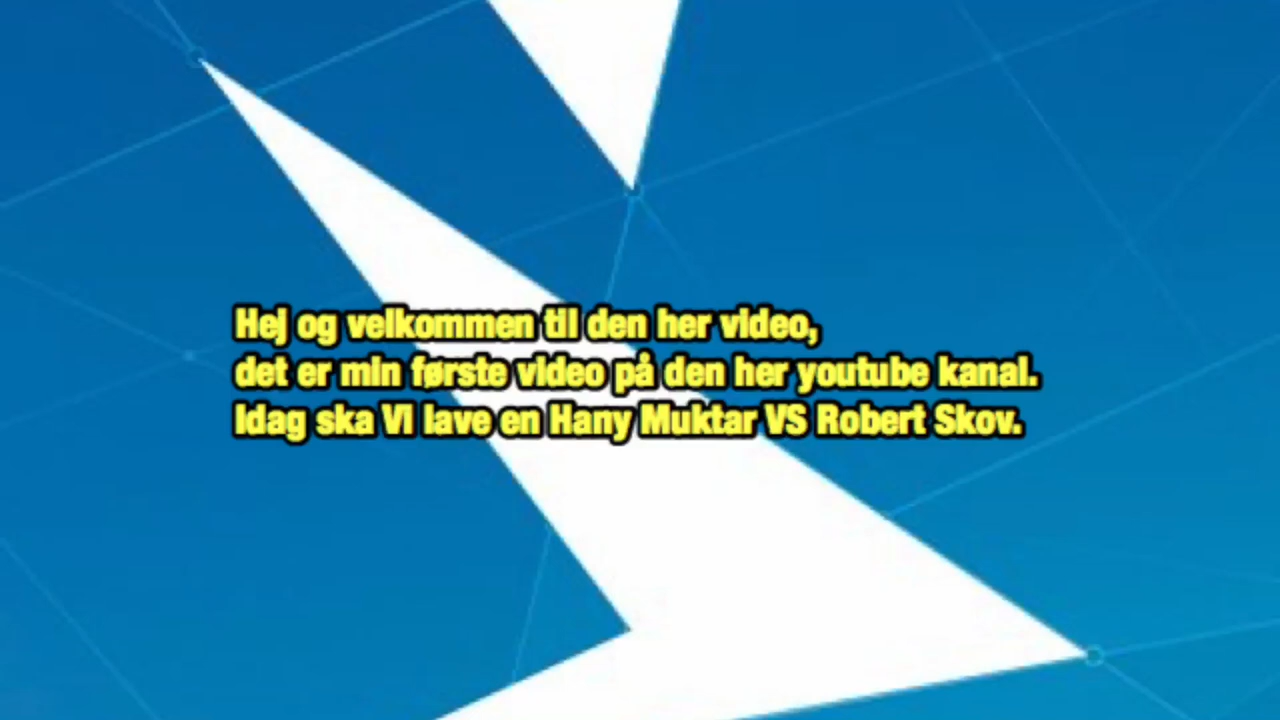 Hej og velkommen til den her video,
det er min første video på den her youtube kanal.
Idag ska Vi lave en Hany Muktar VS Robert Skov.